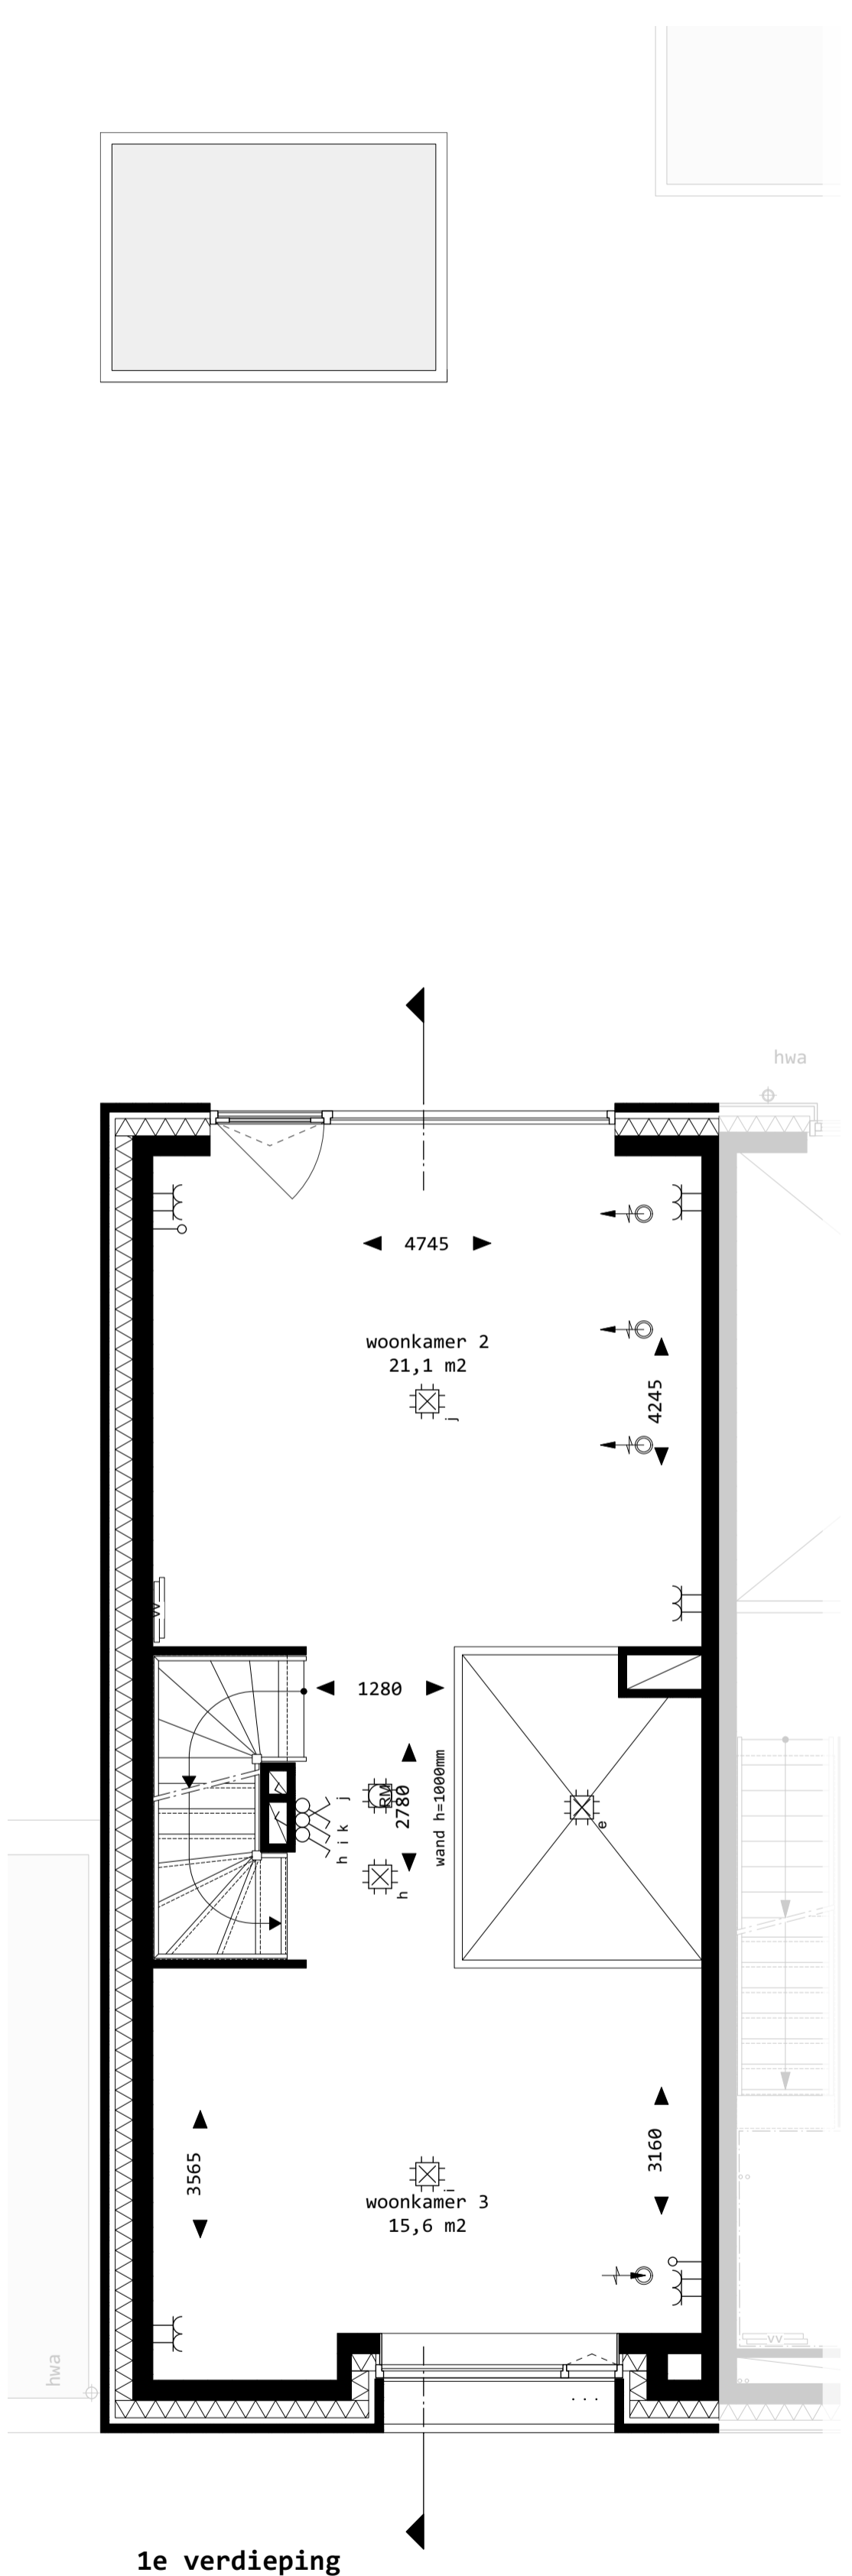 hwa
4745
woonkamer 2
21,1 m2
j
4245
VV
1280
RM
2780
wand h=1000mm
h i k j
e
h
3565
3160
i
woonkamer 3
15,6 m2
VV
hwa
1e verdieping